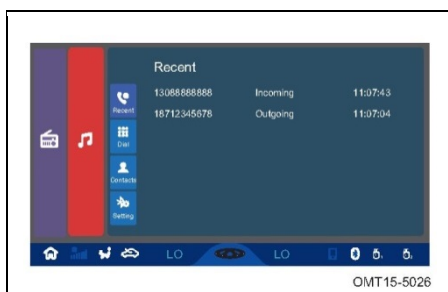 Recent
13088888888 Incoming 11:07:43
18712345678 Outgoing 11:07:04
Recent
Dial
Contacts
Setting
LO LO
OMT15-5026